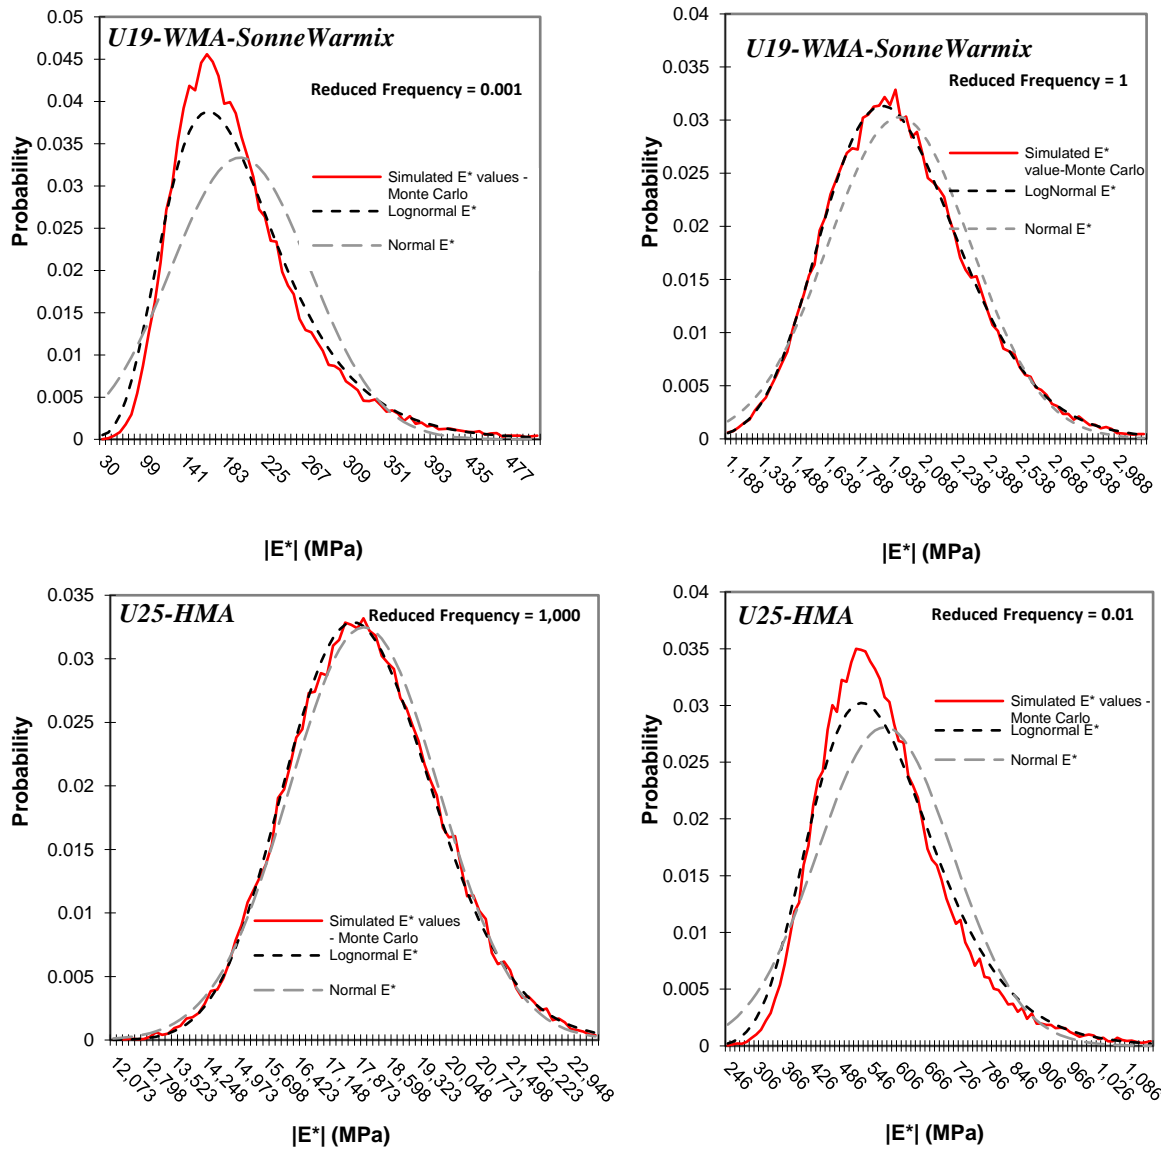 U19-WMA-SonneWarmix
Reduced Frequency = 0.001
Probability
0.05
0.045
0.04
0.035
0.03
0.025
0.02
0.015
0.01
0.005
0
Simulated E* values -
Monte Carlo
Lognormal E*
Normal E*
30
99
141
183
225
267
309
351
393
435
477
|E*| (MPa)
U19-WMA-SonneWarmix
Reduced Frequency = 1
Probability
0.04
0.035
0.03
0.025
0.02
0.015
0.01
0.005
0
Simulated E*
value-Monte Carlo
LogNormal E*
Normal E*
1,188
1,338
1,488
1,638
1,788
1,938
2,088
2,238
2,388
2,538
2,688
2,838
2,988
|E*| (MPa)
U25-HMA
Reduced Frequency = 1,000
Probability
0.035
0.03
0.025
0.02
0.015
0.01
0.005
0
Simulated E* values
- Monte Carlo
Lognormal E*
Normal E*
12,073
12,798
13,523
14,248
14,973
15,698
16,423
17,148
17,873
18,598
19,323
20,048
20,773
21,498
22,223
22,948
|E*| (MPa)
U25-HMA
Reduced Frequency = 0.01
Probability
0.04
0.035
0.03
0.025
0.02
0.015
0.01
0.005
0
Simulated E* values -
Monte Carlo
Lognormal E*
Normal E*
246
306
366
426
486
546
606
666
726
786
846
906
966
1,026
1,086
|E*| (MPa)